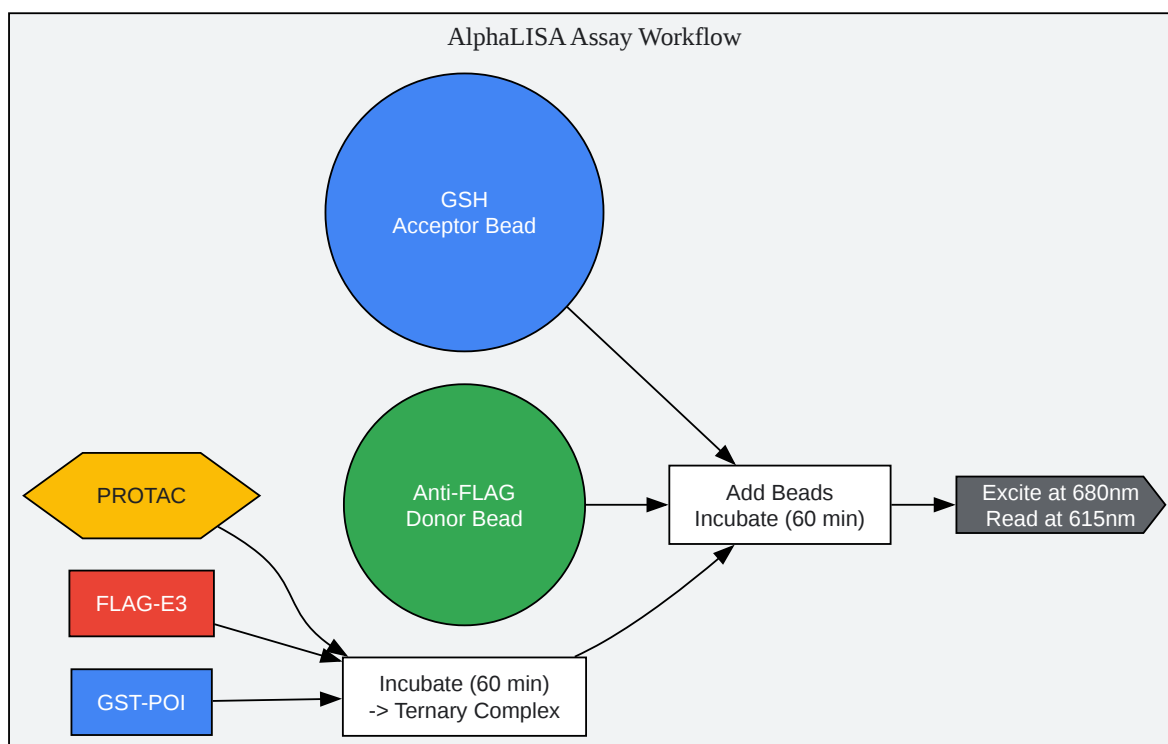 AlphaLISA Assay Workflow
GSH
Acceptor Bead
Anti-FLAG
Donor Bead
PROTAC
FLAG-E3
GST-POI
Incubate (60 min)
-> Ternary Complex
Add Beads
Incubate (60 min)
Excite at 680nm
Read at 615nm